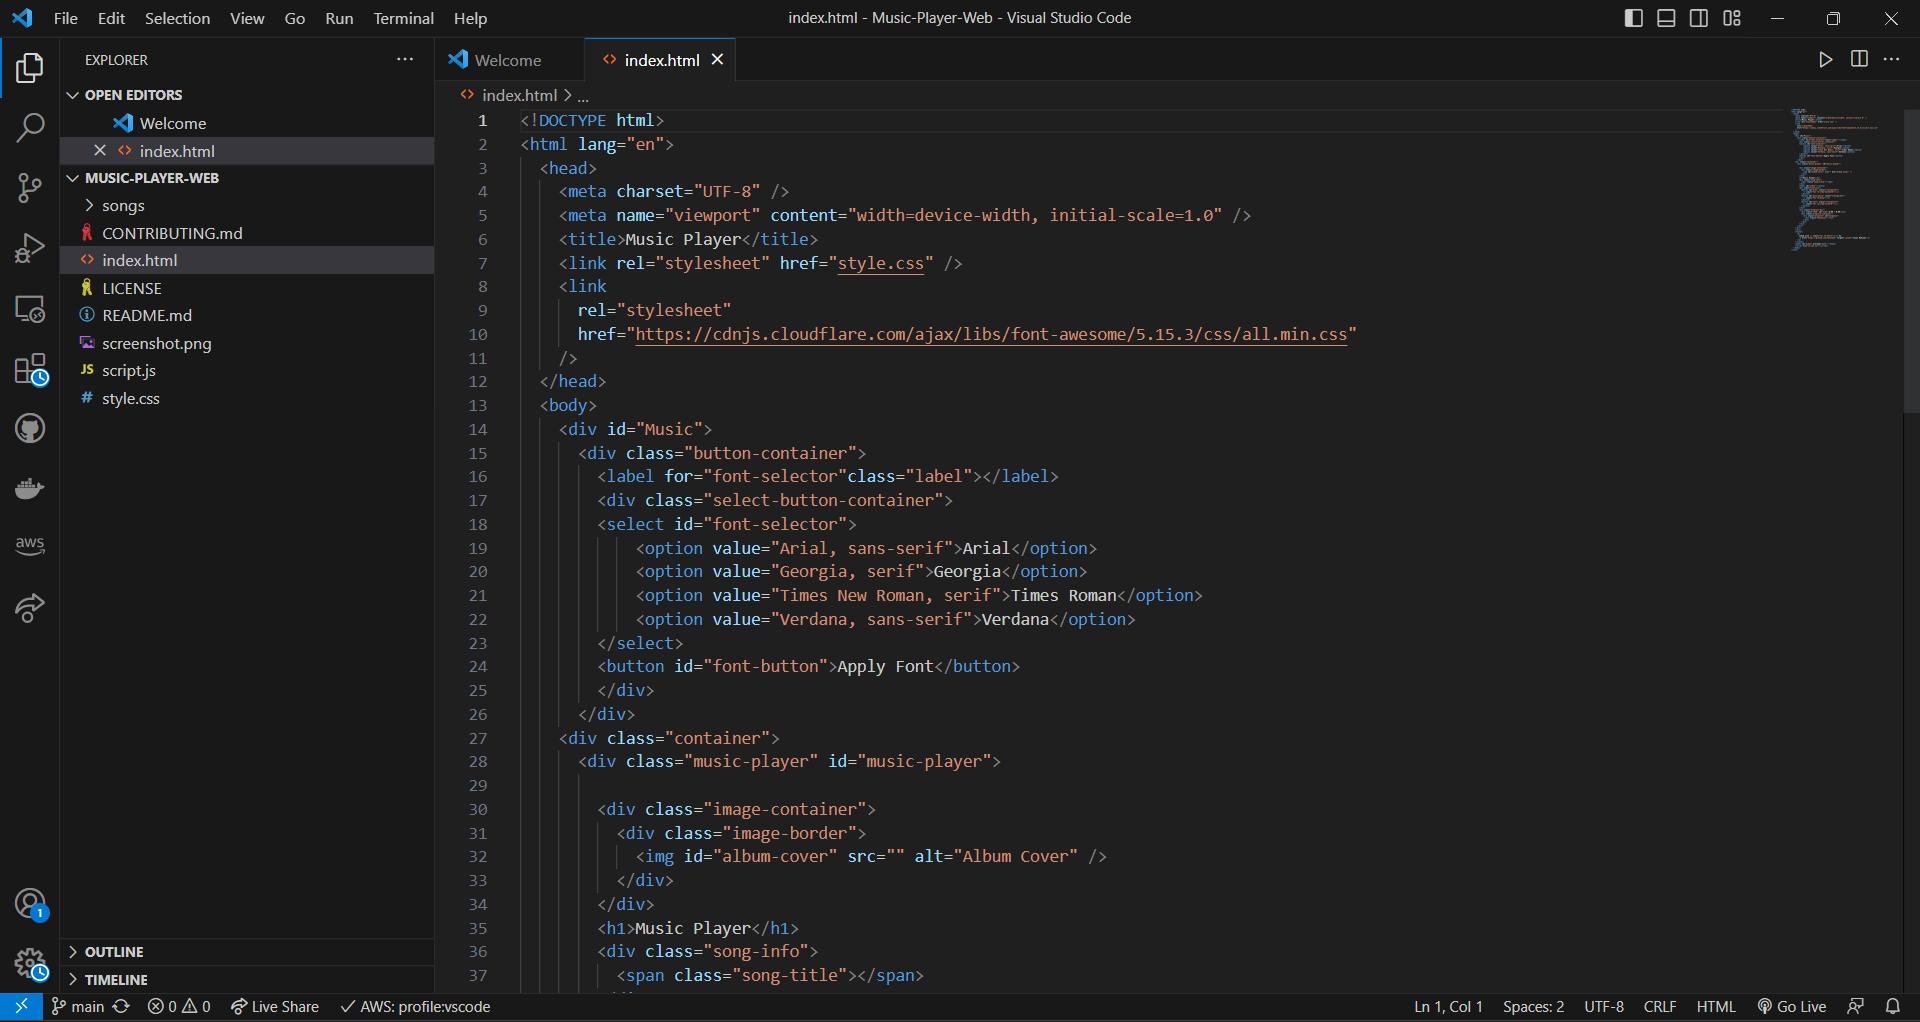 File Edit Selection View Go Run Terminal Help
index.html - Music-Player-Web - Visual Studio Code
EXPLORER
OPEN EDITORS
Welcome
index.html
MUSIC-PLAYER-WEB
songs
CONTRIBUTING.md
index.html
LICENSE
README.md
screenshot.png
JS script.js
# style.css
OUTLINE
TIMELINE
aws
1
Welcome
index.html
index.html > ...
1 <!DOCTYPE html>
2 <html lang="en">
3 <head>
4 <meta charset="UTF-8" />
5 <meta name="viewport" content="width=device-width, initial-scale=1.0" />
6 <title>Music Player</title>
7 <link rel="stylesheet" href="style.css" />
8 <link
9 rel="stylesheet"
10 href="https://cdnjs.cloudflare.com/ajax/libs/font-awesome/5.15.3/css/all.min.css"
11 />
12 </head>
13 <body>
14 <div id="Music">
15 <div class="button-container">
16 <label for="font-selector"class="label"></label>
17 <div class="select-button-container">
18 <select id="font-selector">
19 <option value="Arial, sans-serif">Arial</option>
20 <option value="Georgia, serif">Georgia</option>
21 <option value="Times New Roman, serif">Times Roman</option>
22 <option value="Verdana, sans-serif">Verdana</option>
23 </select>
24 <button id="font-button">Apply Font</button>
25 </div>
26 </div>
27 <div class="container">
28 <div class="music-player" id="music-player">
29
30 <div class="image-container">
31 <div class="image-border">
32 <img id="album-cover" src="" alt="Album Cover" />
33 </div>
34 </div>
35 <h1>Music Player</h1>
36 <div class="song-info">
37 <span class="song-title"></span>
main 0 0 Live Share AWS: profile:vscode
Ln 1, Col 1 Spaces: 2 UTF-8 CRLF HTML Go Live